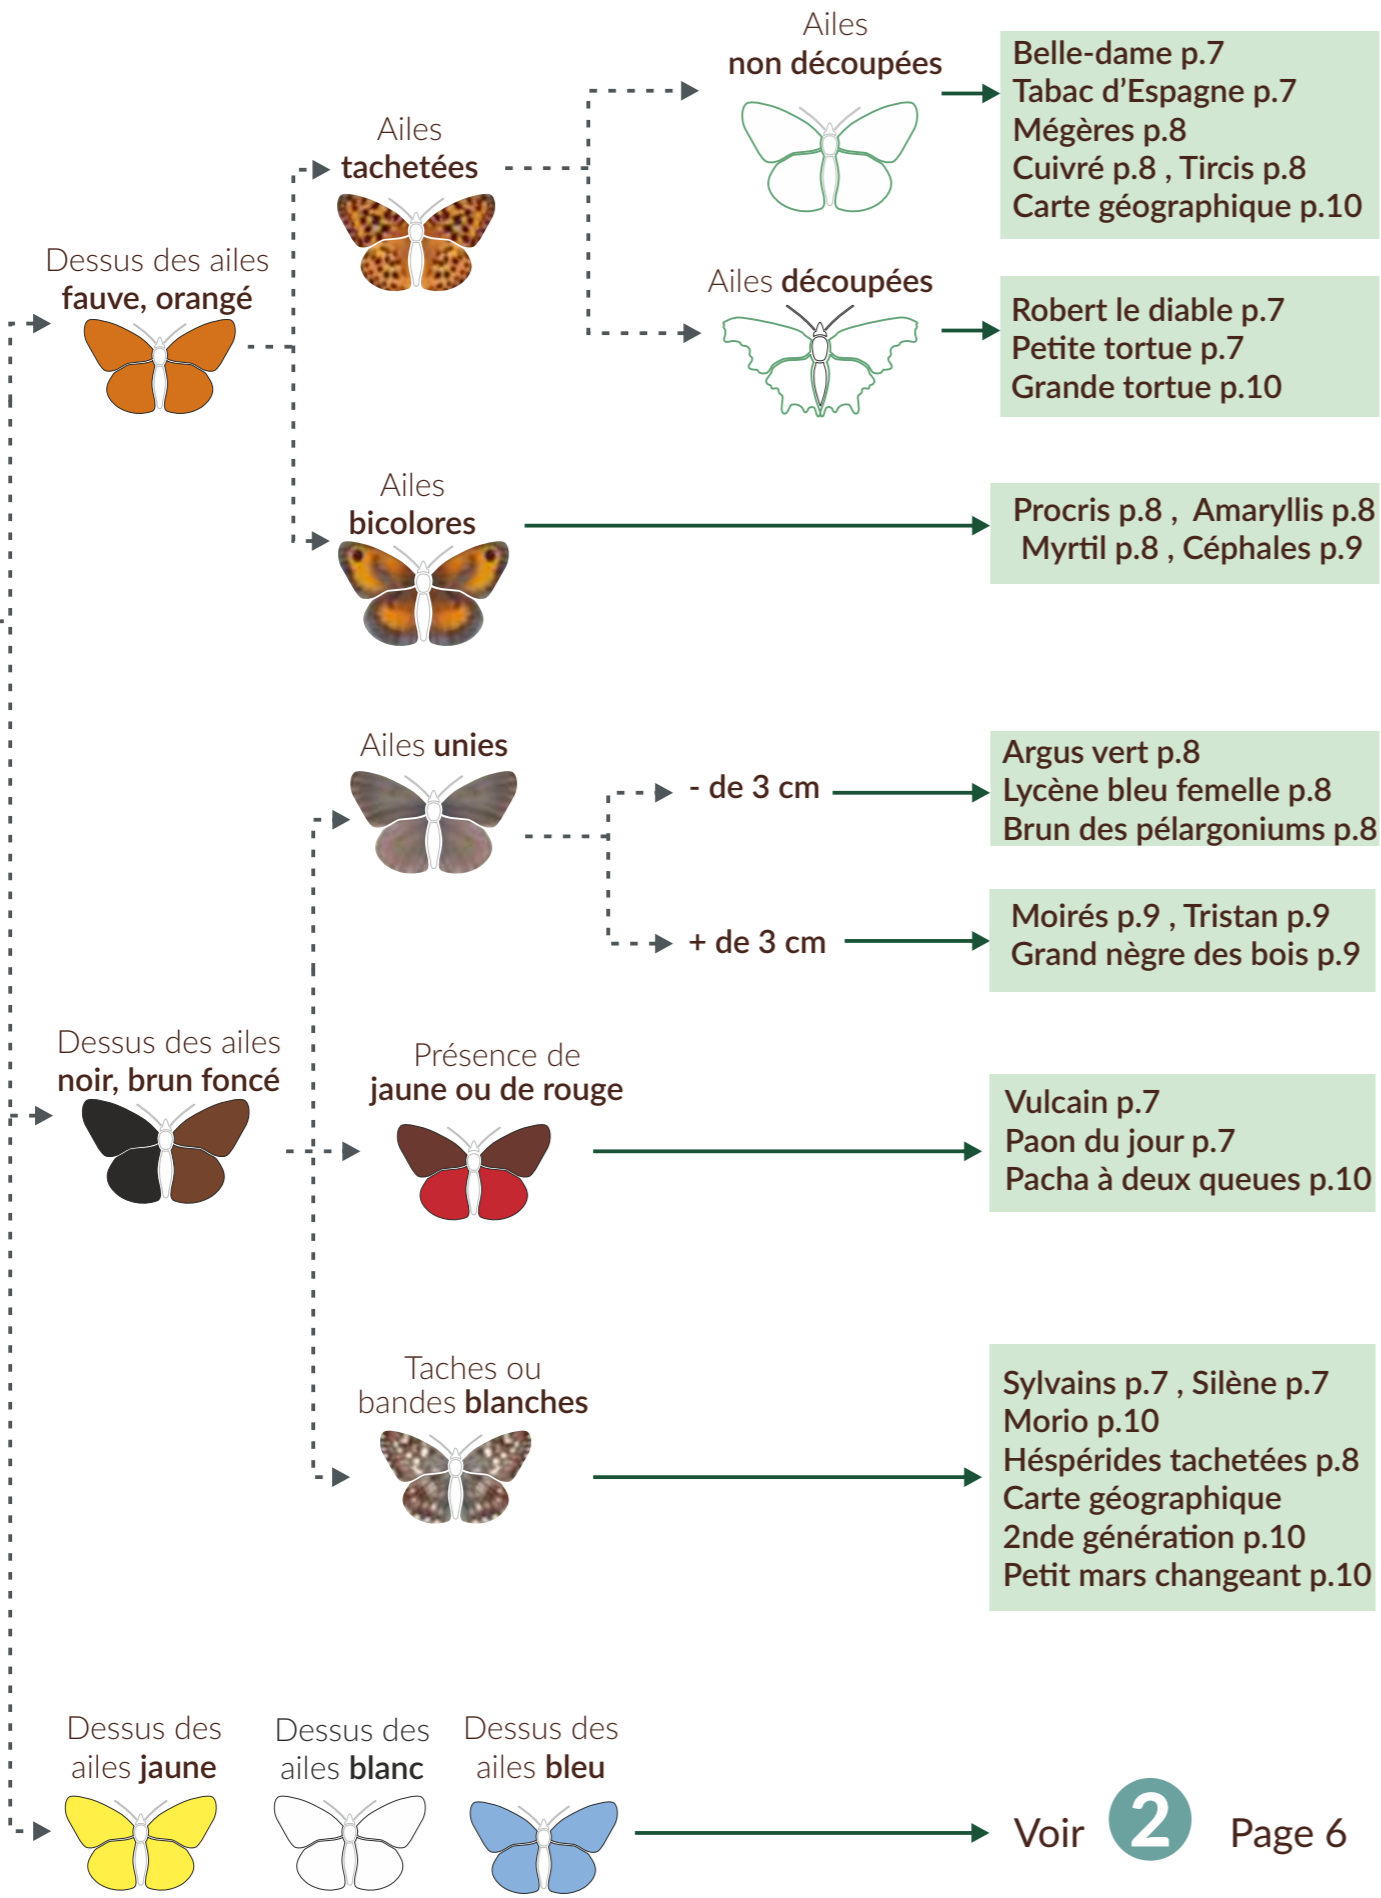 Ailes
non découpées
Belle-dame p.7
Tabac d’Espagne p.7
Mégères p.8
Cuivré p.8 , Tircis p.8
Carte géographique p.10
Ailes
tachetées
Dessus des ailes
fauve, orangé
Ailes découpées
Robert le diable p.7
Petite tortue p.7
Grande tortue p.10
Ailes
bicolores
Procris p.8 , Amaryllis p.8
Myrtil p.8 , Céphales p.9
Ailes unies
- de 3 cm
Argus vert p.8
Lycène bleu femelle p.8
Brun des pélargoniums p.8
+ de 3 cm
Moirés p.9 , Tristan p.9
Grand nègre des bois p.9
Dessus des ailes
noir, brun foncé
Présence de
jaune ou de rouge
Vulcain p.7
Paon du jour p.7
Pacha à deux queues p.10
Taches ou
bandes blanches
Sylvains p.7 , Silène p.7
Morio p.10
Héspérides tachetées p.8
Carte géographique
2nde génération p.10
Petit mars changeant p.10
Dessus des
ailes jaune
Dessus des
ailes blanc
Dessus des
ailes bleu
Voir 2 Page 6